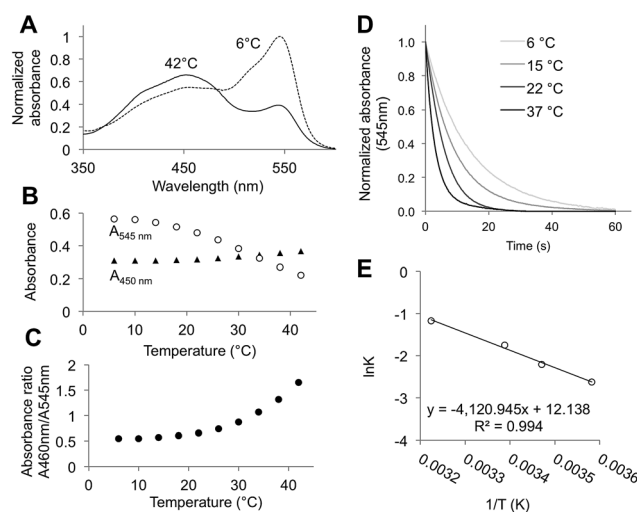 A
Normalized
absorbance
1
0.8
0.6
0.4
0.2
0
42°C
6°C
350
450
550
Wavelength (nm)
B
Absorbance
0.6
0.4
0.2
0
A545 nm
A450 nm
0
10
20
30
40
Temperature (°C)
C
Absorbance ratio
A460nm/A545nm
2
1.5
1
0.5
0
0
10
20
30
40
Temperature (°C)
D
Normalized absorbance
(545nm)
1.0
0.8
0.6
0.4
0.2
0.0
6 °C
15 °C
22 °C
37 °C
0
20
40
60
Time (s)
E
lnK
0
-1
-2
-3
-4
y = -4,120.945x + 12.138
R² = 0.994
0.0032
0.0033
0.0034
0.0035
0.0036
1/T (K)